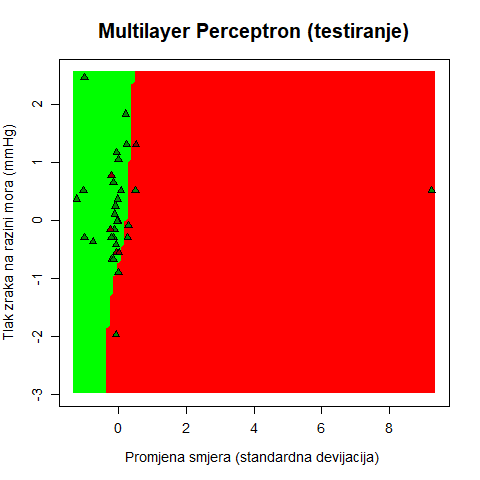 Multilayer Perceptron (testiranje)
Tlak zraka na razini mora (mmHg)
2
1
0
-1
-2
-3
0 2 4 6 8
Promjena smjera (standardna devijacija)